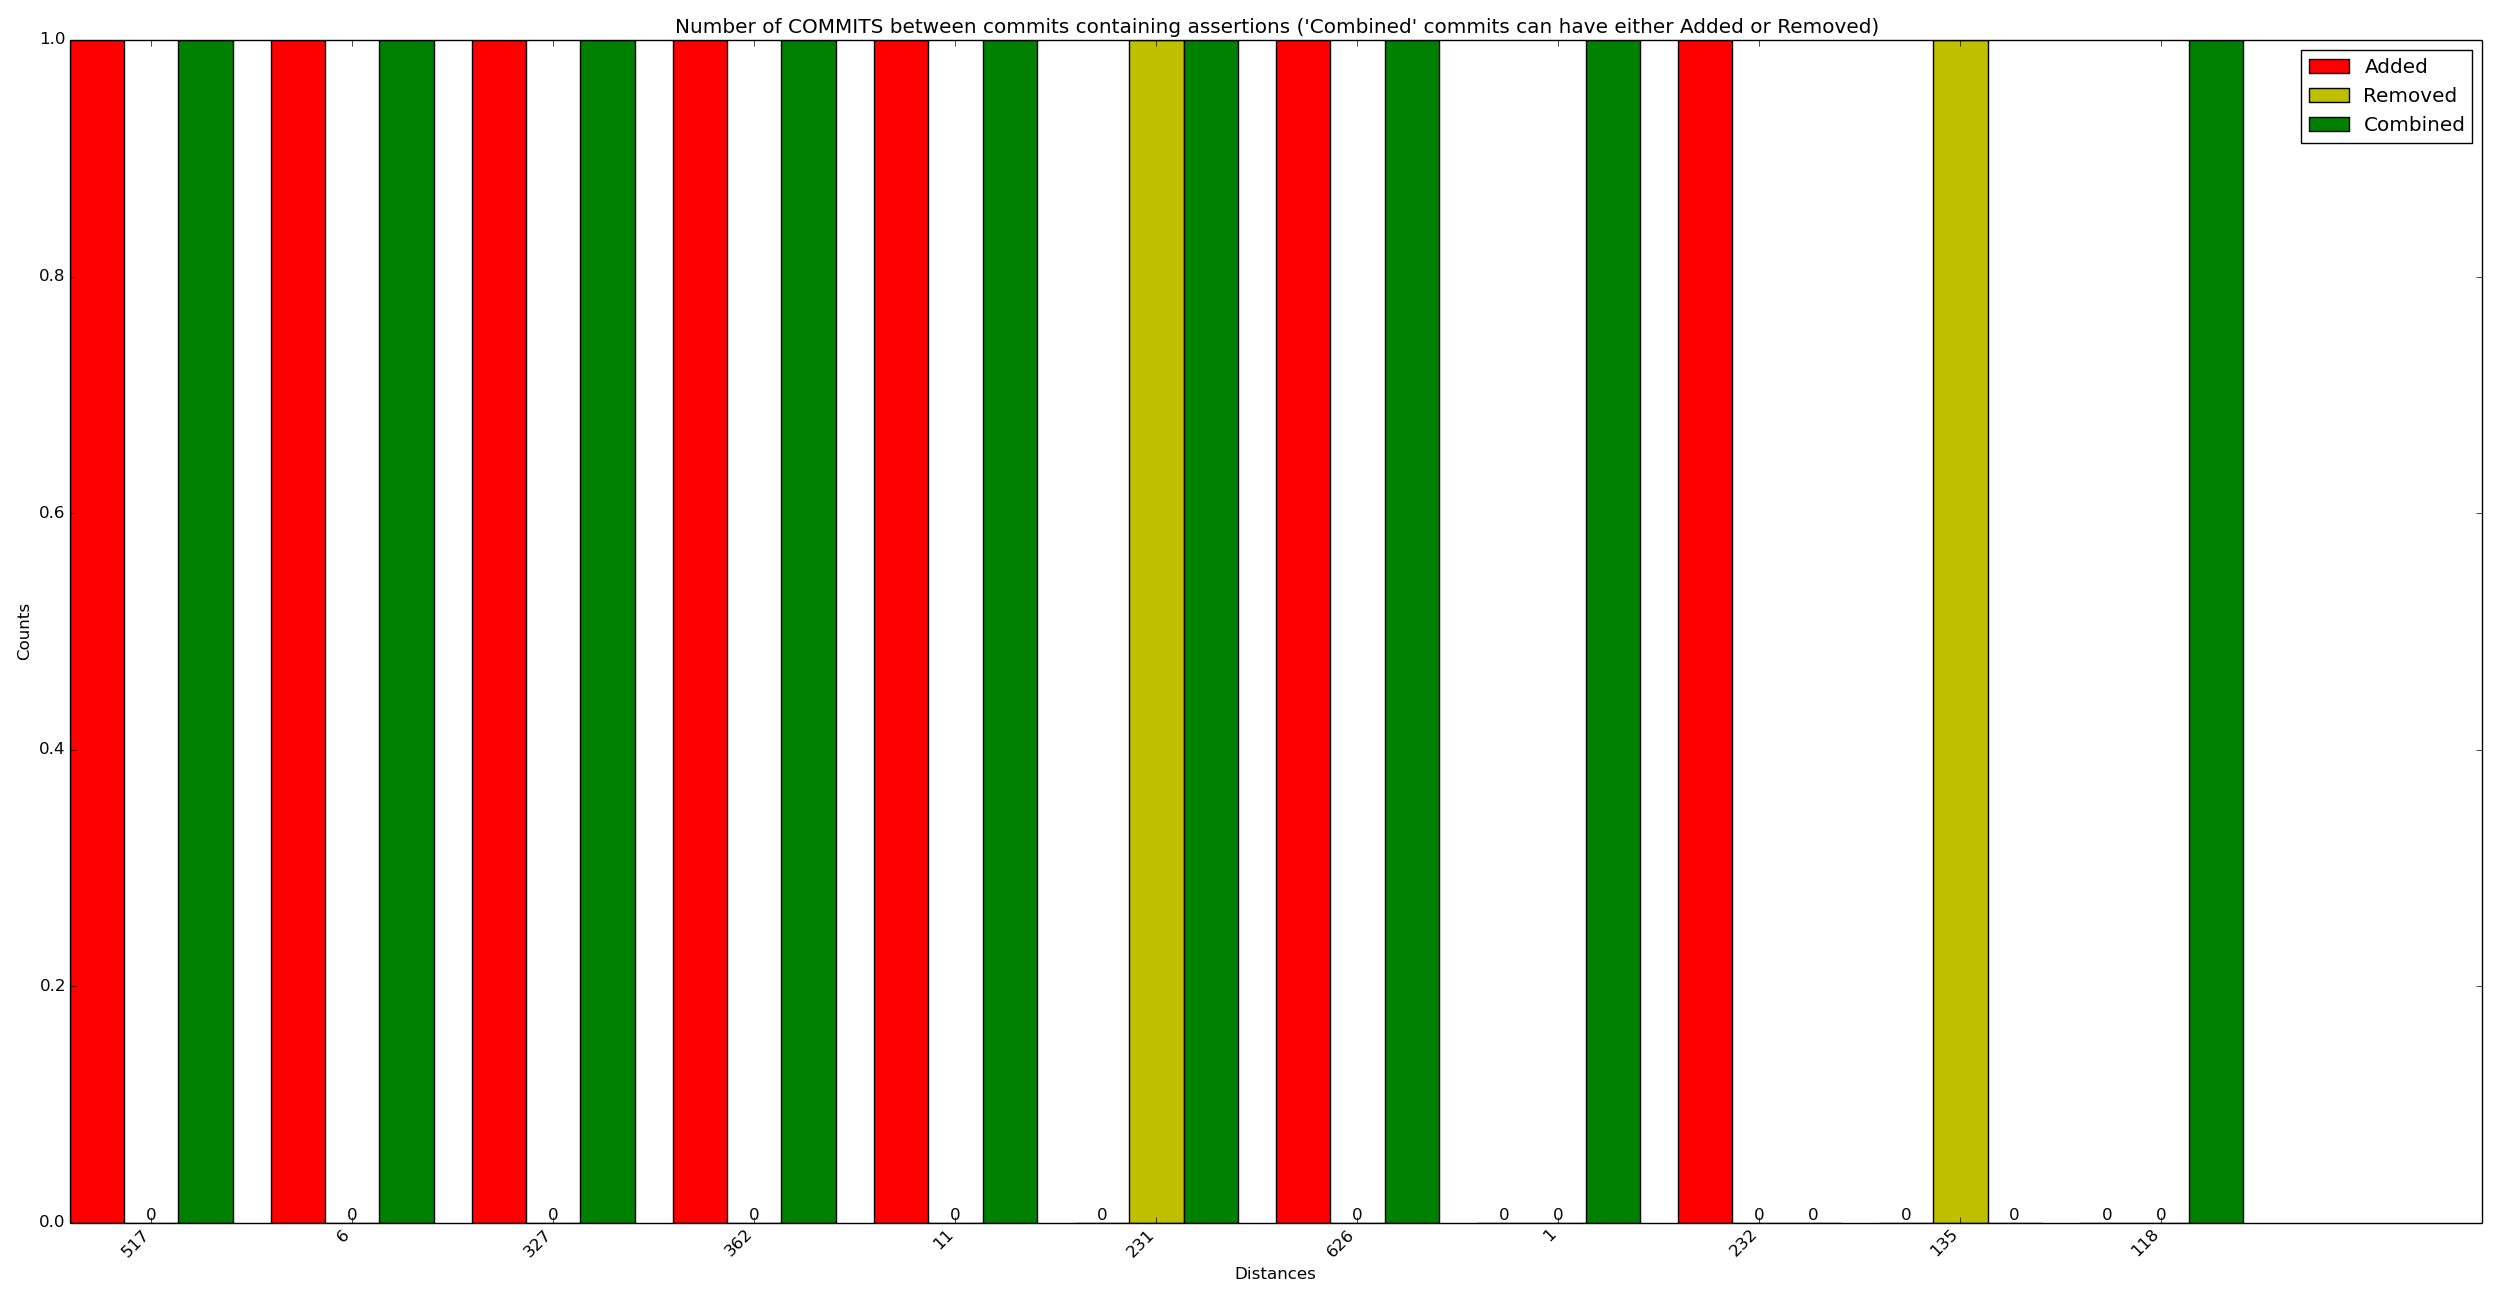 Number of COMMITS between commits containing assertions ('Combined' commits can have either Added or Removed)
Added
Removed
Combined
1.0
0.8
0.6
0.4
0.2
0.0
Counts
0 0 0 0 0 0 0 0 0 0 0 0 0 0 0
517 6 327 362 11 231 626 1 232 135 118
Distances